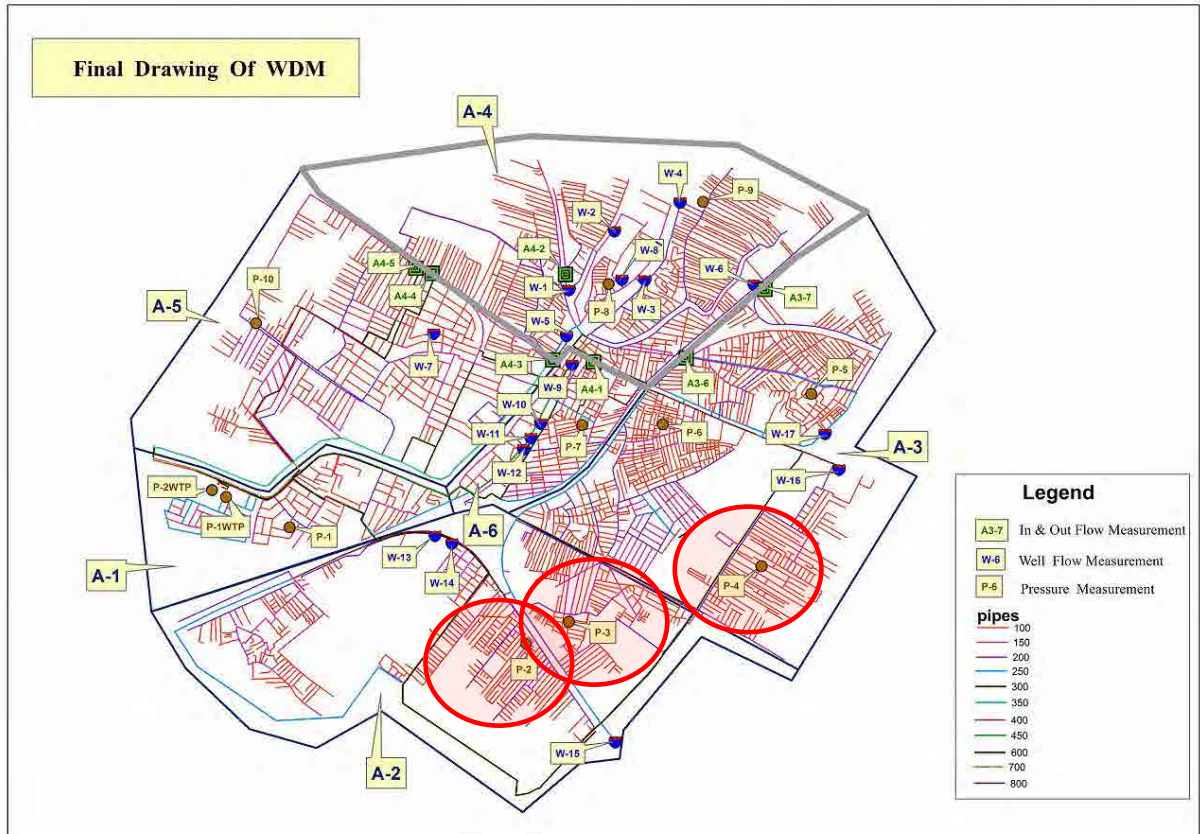 Final Drawing Of WDM
A-4
W-4
P-9
W-2
A4-2
W-8
A4-5
W-6
P-10
A4-4
W-1
P-8
W-3
A3-7
A-5
W-5
W-7
A4-3
W-9
A4-1
A3-6
P-5
W-10
W-11
P-7
P-6
W-17
A-3
W-12
W-16
P-2WTP
P-1WTP
P-1
A-6
W-13
W-14
A-1
P-4
P-3
P-2
W-15
A-2
Legend
A3-7 In & Out Flow Measurement
W-6 Well Flow Measurement
P-6 Pressure Measurement
pipes
100
150
200
250
300
350
400
450
600
700
800